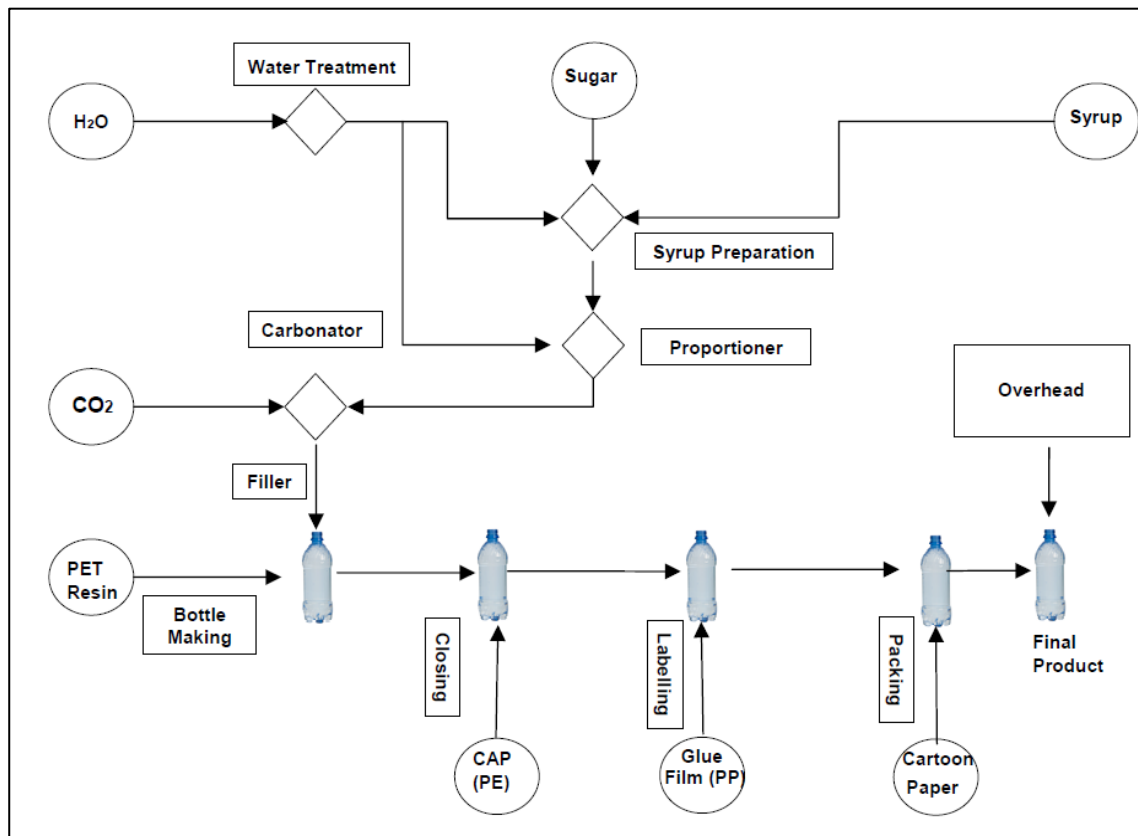 Water Treatment
Sugar
H₂O
Syrup
Syrup Preparation
Carbonator
Proportioner
CO₂
Overhead
Filler
PET
Resin
Bottle
Making
Closing
Labelling
Packing
Final
Product
CAP
(PE)
Glue
Film (PP)
Cartoon
Paper